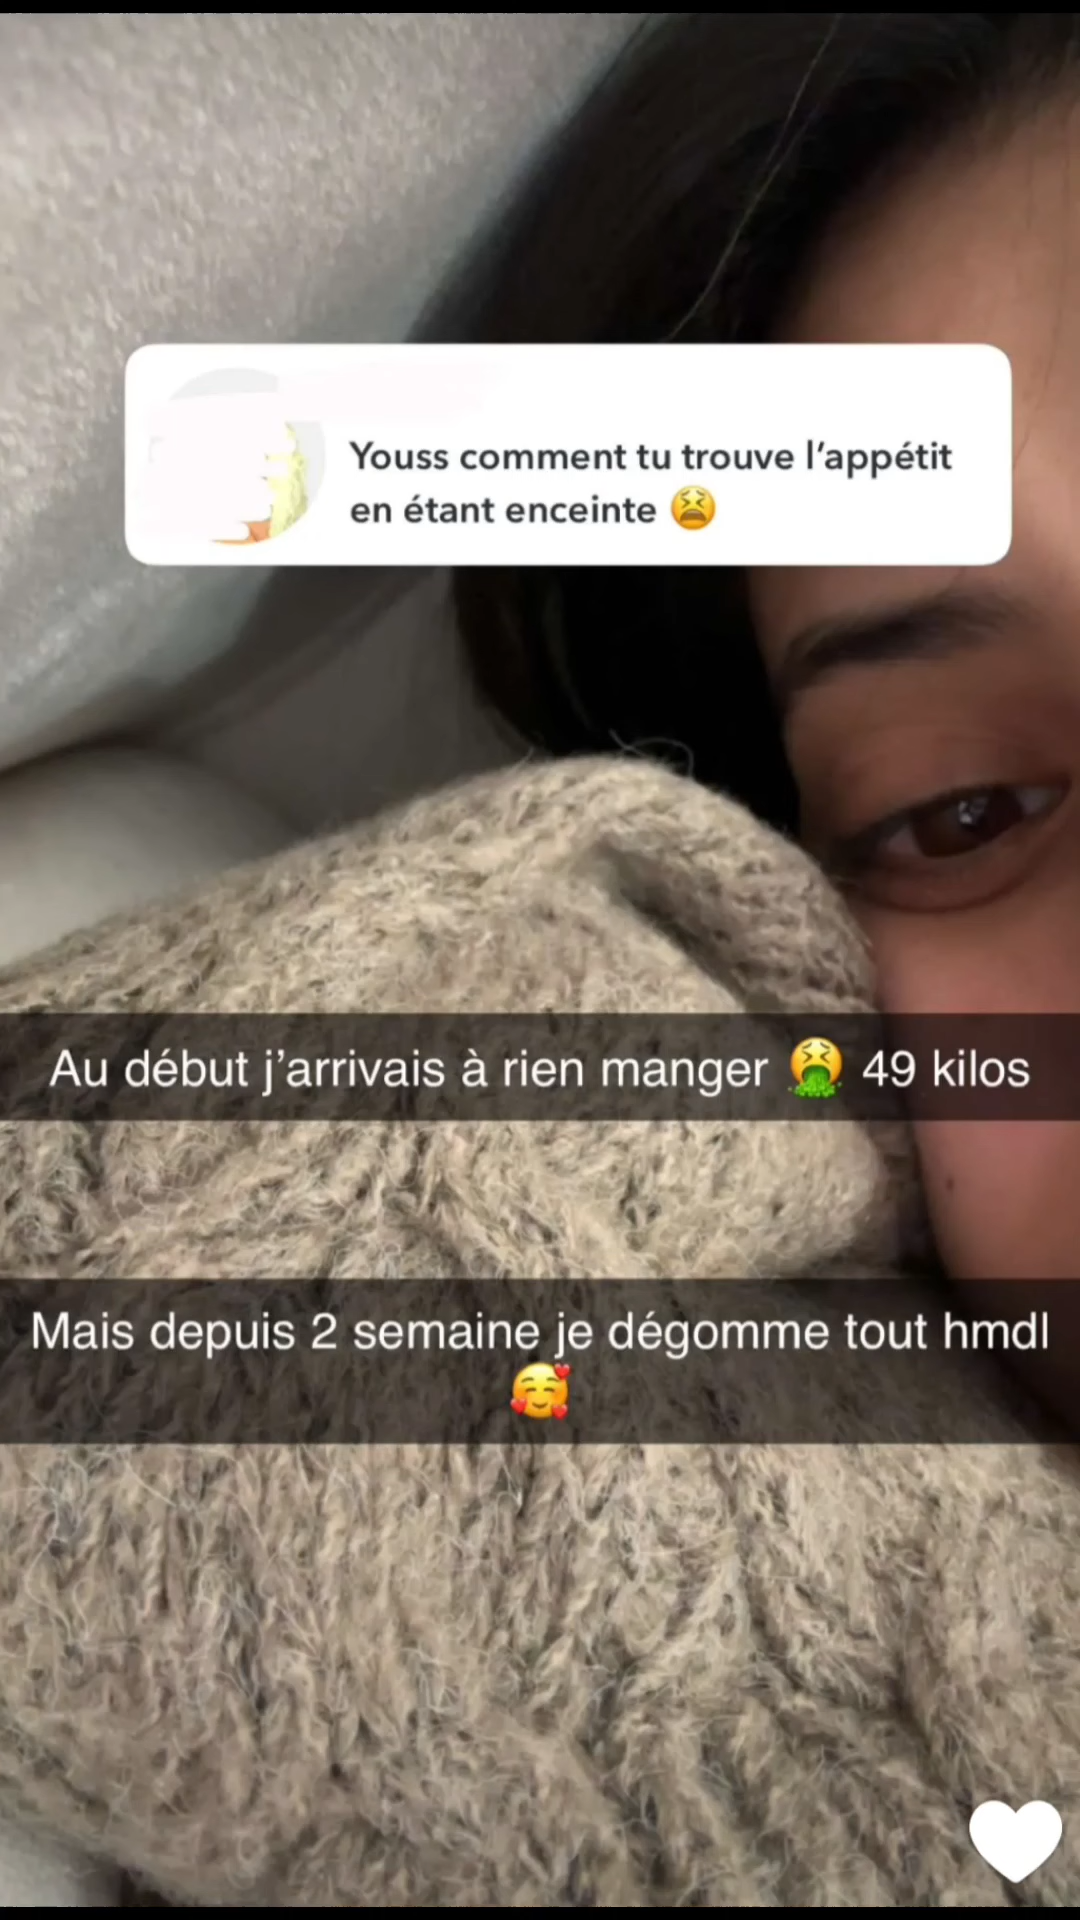 Youss comment tu trouve l’appétit
en étant enceinte 😫
Au début j’arrivais à rien manger 🤮 49 kilos
Mais depuis 2 semaine je dégomme tout hmdl
🥰